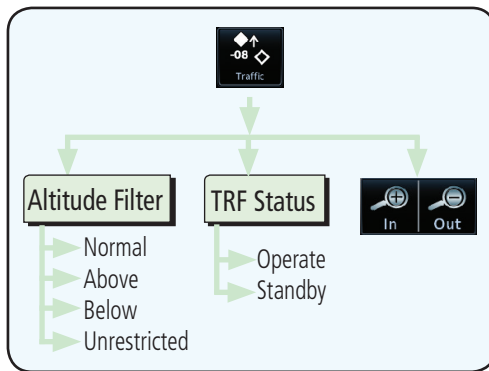 -08
Traffic
Altitude Filter
Normal
Above
Below
Unrestricted
TRF Status
Operate
Standby
In
Out